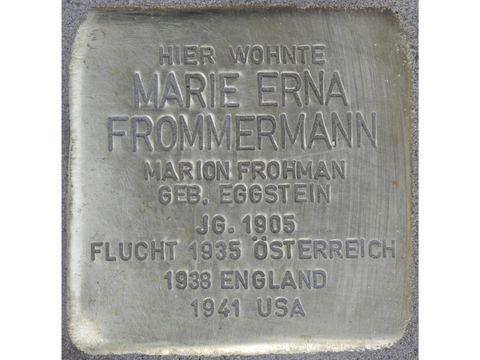 HIER WOHNTE
MARIE ERNA
FROMMERMANN
MARION FROHMAN
GEB. EGGSTEIN
JG. 1905
FLUCHT 1935 ÖSTERREICH
1938 ENGLAND
1941 USA